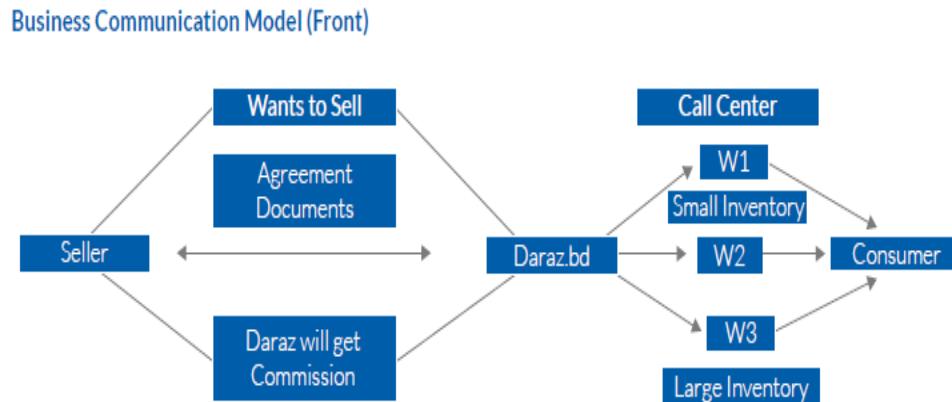 Business Communication Model (Front)
Wants to Sell
Call Center
W1
Agreement
Documents
Small Inventory
Seller
Daraz.bd
W2
Consumer
Daraz will get
Commission
W3
Large Inventory